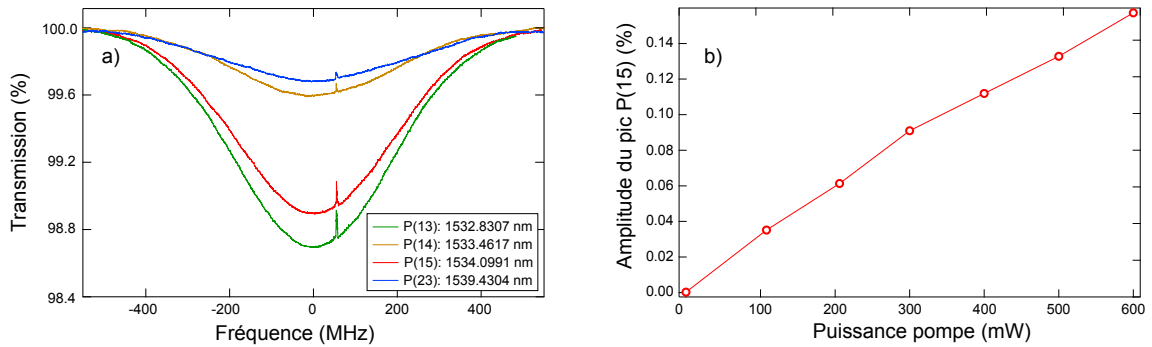 a)
100.0
99.6
99.2
98.8
98.4
Transmission (%)
-400
-200
0
200
400
Fréquence (MHz)
P(13): 1532.8307 nm
P(14): 1533.4617 nm
P(15): 1534.0991 nm
P(23): 1539.4304 nm
b)
0.14
0.12
0.10
0.08
0.06
0.04
0.02
0.00
Amplitude du pic P(15) (%)
0
100
200
300
400
500
600
Puissance pompe (mW)